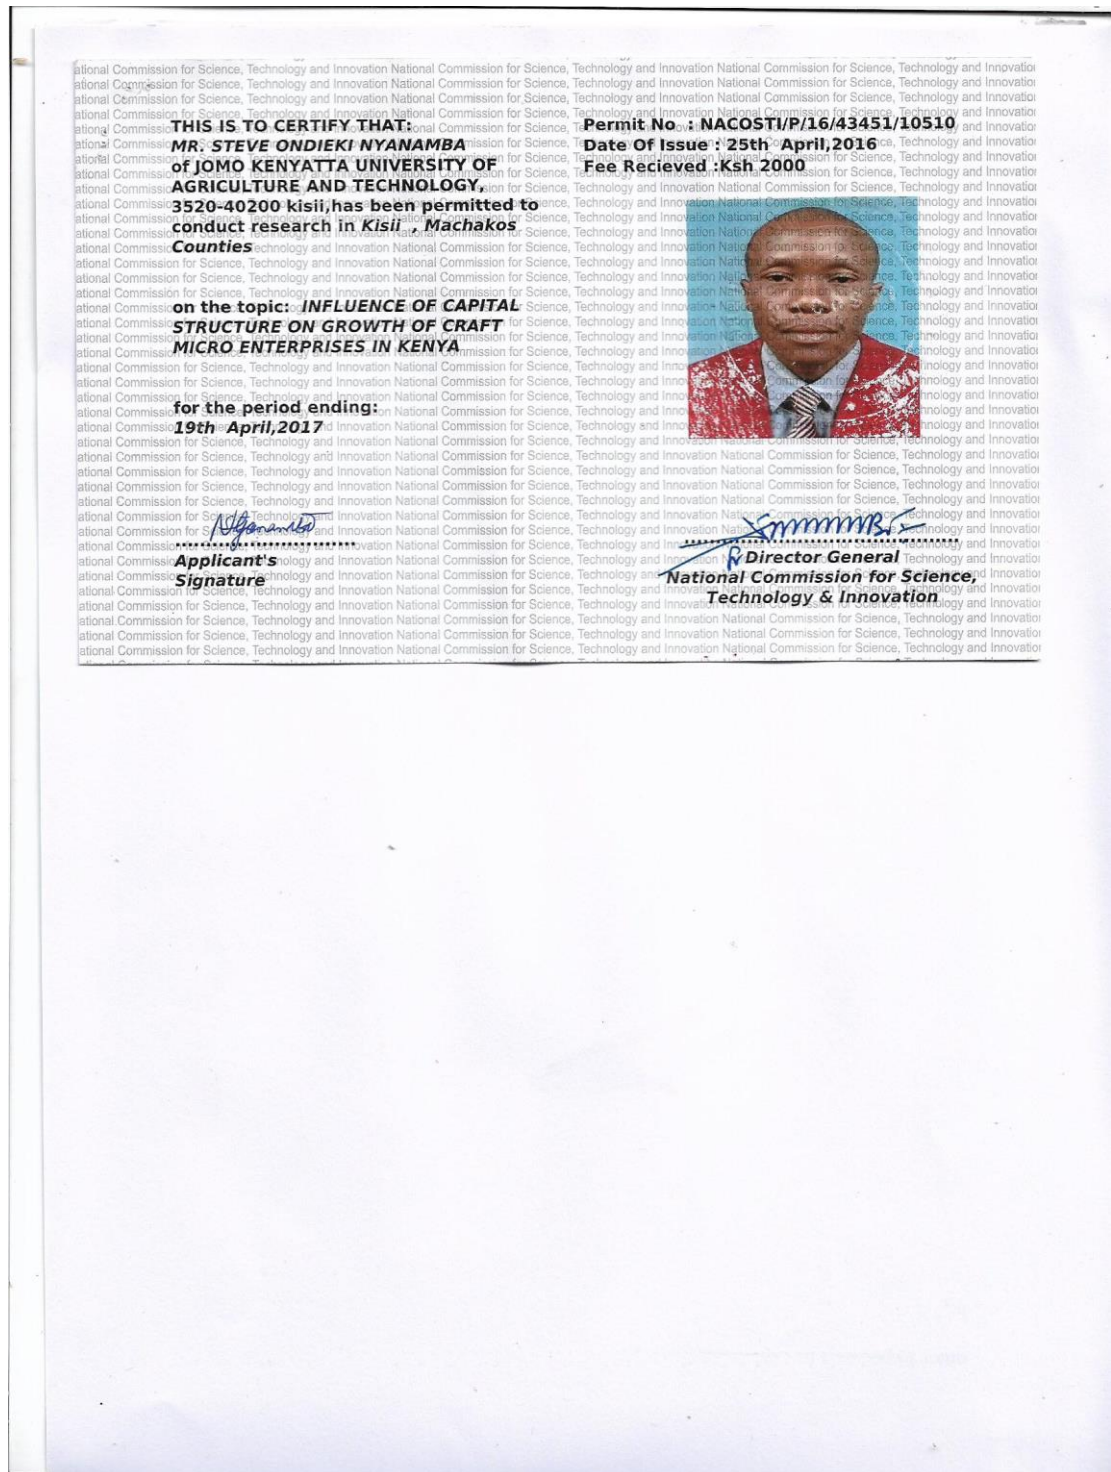 THIS IS TO CERTIFY THAT:
MR. STEVE ONDIEKI NYANAMBA
of JOMO KENYATTA UNIVERSITY OF
AGRICULTURE AND TECHNOLOGY,
3520-40200 kisii,has been permitted to
conduct research in Kisii , Machakos
Counties
on the topic: INFLUENCE OF CAPITAL
STRUCTURE ON GROWTH OF CRAFT
MICRO ENTERPRISES IN KENYA
for the period ending:
19th April,2017
Applicant's
Signature
Permit No : NACOSTI/P/16/43451/10510
Date Of Issue : 25th April,2016
Fee Recieved :Ksh 2000
Director General
National Commission for Science,
Technology & Innovation